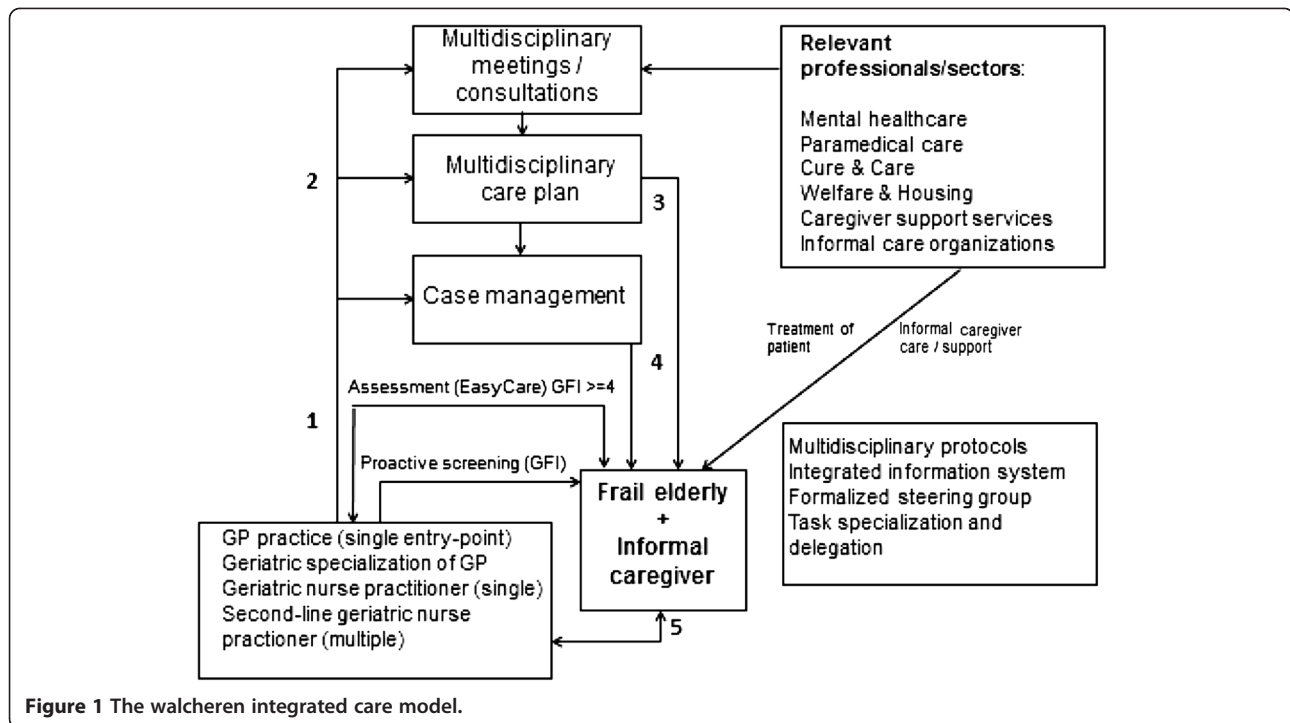 Multidisciplinary
meetings /
consultations
Relevant
professionals/sectors:
Mental healthcare
Paramedical care
Cure & Care
Welfare & Housing
Caregiver support services
Informal care organizations
2
Multidisciplinary
care plan
3
Case management
Treatment of
patient
Informal caregiver
care / support
4
Assessment (EasyCare) GFI >=4
1
Proactive screening (GFI)
Frail elderly
+
Informal
caregiver
Multidisciplinary protocols
Integrated information system
Formalized steering group
Task specialization and
delegation
GP practice (single entry-point)
Geriatric specialization of GP
Geriatric nurse practitioner (single)
Second-line geriatric nurse
practioner (multiple)
5
Figure 1 The walcheren integrated care model.